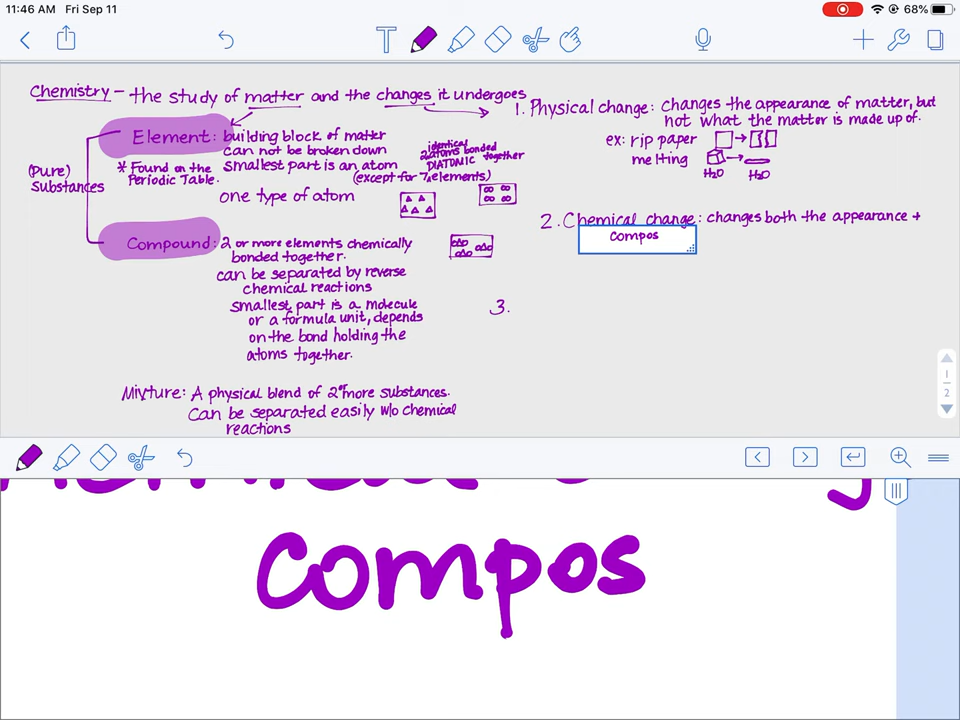 11:46 AM Fri Sep 11
68%
Chemistry - the study of matter and the changes it undergoes
Element: building block of matter
can not be broken down
smallest part is an atom
(except for 7 elements)
identical
2 atoms bonded together
DIATONIC
* Found on the
Periodic Table.
one type of atom
(Pure)
Substances
Compound: 2 or more elements chemically
bonded together.
can be separated by reverse
chemical reactions
smallest part is a molecule
or a formula unit, depends
on the bond holding the
atoms together.
Mixture: A physical blend of 2 or more substances.
Can be separated easily w/o chemical
reactions
1. Physical change: changes the appearance of matter, but
not what the matter is made up of.
ex: rip paper
melting
H2O H2O
2. Chemical change: changes both the appearance +
compos
3.
1
2
compos